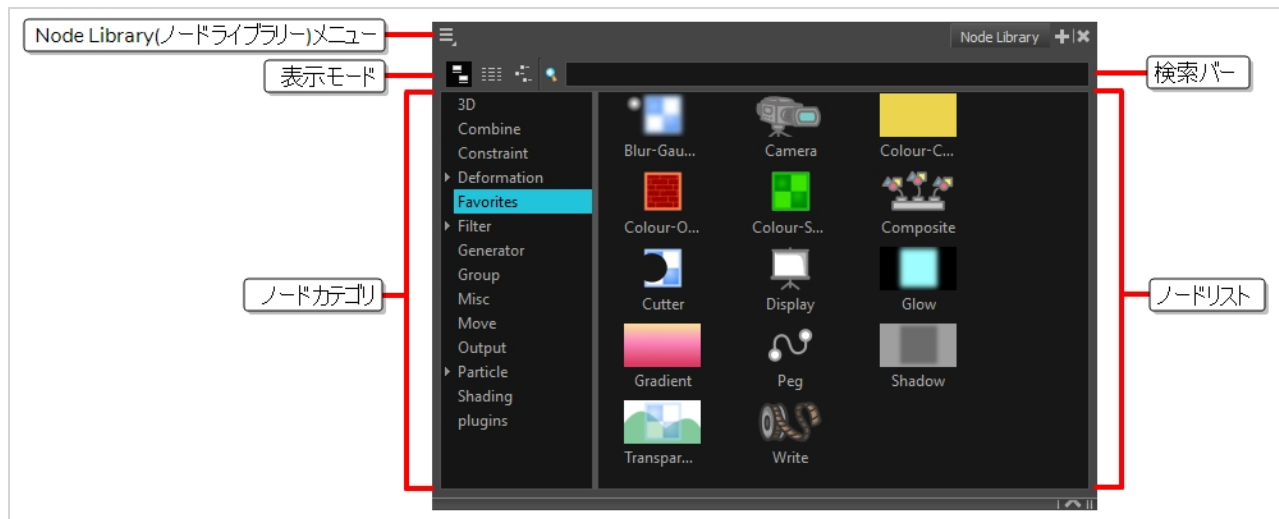 Node Library(ノードライブラリー)メニュー
Node Library
表示モード
検索バー
3D
Combine
Constraint
Deformation
Favorites
Filter
Generator
Group
Misc
Move
Output
Particle
Shading
plugins
Blur-Gau...
Camera
Colour-C...
Colour-O...
Colour-S...
Composite
Cutter
Display
Glow
Gradient
Peg
Shadow
Transpar...
Write
ノードカテゴリ
ノードリスト